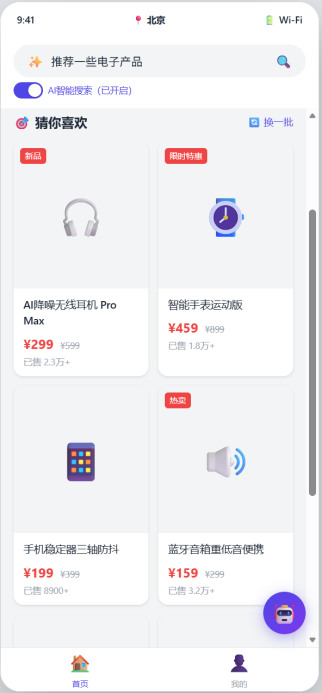 9:41
北京
Wi-Fi
推荐一些电子产品
AI智能搜索（已开启）
猜你喜欢
换一批
新品
AI降噪无线耳机 Pro
Max
¥299 ¥599
已售 2.3万+
限时特惠
智能手表运动版
¥459 ¥899
已售 1.8万+
手机稳定器三轴防抖
¥199 ¥399
已售 8900+
热卖
蓝牙音箱重低音便携
¥159 ¥299
已售 3.2万+
首页
我的